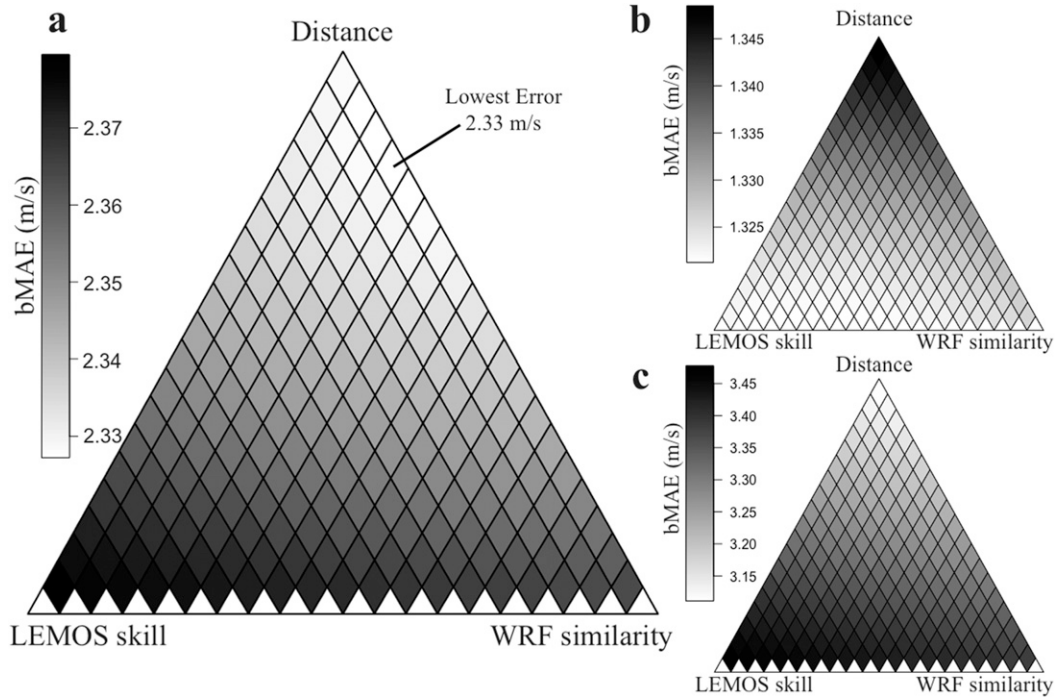 a
Distance
bMAE (m/s)
2.37
2.36
2.35
2.34
2.33
Lowest Error
2.33 m/s
LEMOS skill
WRF similarity
b
Distance
bMAE (m/s)
1.345
1.340
1.335
1.330
1.325
LEMOS skill
WRF similarity
c
Distance
bMAE (m/s)
3.45
3.40
3.35
3.30
3.25
3.20
3.15
LEMOS skill
WRF similarity